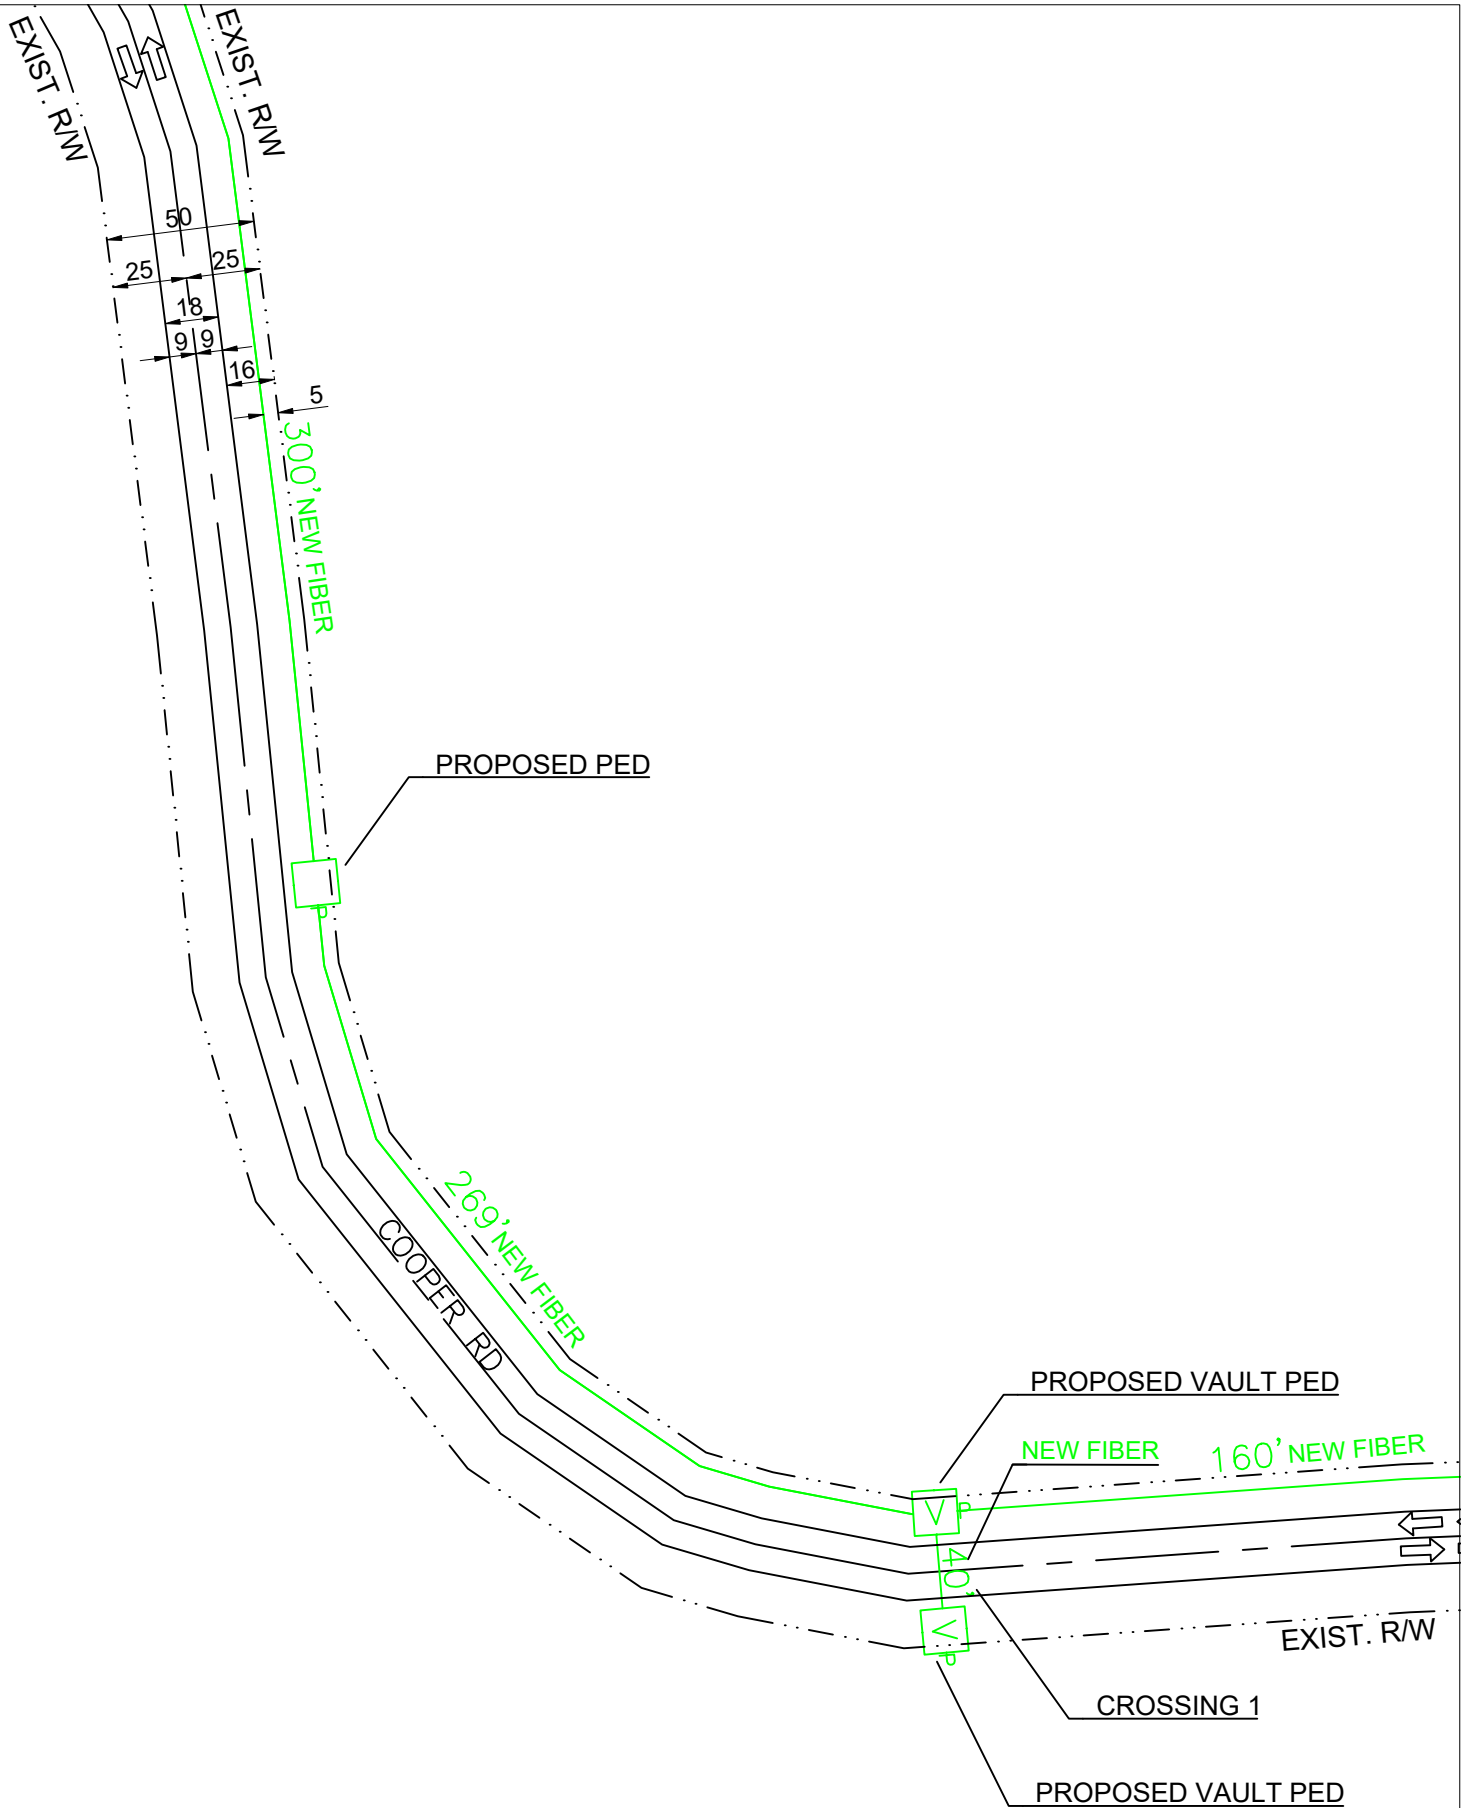 EXIST. R/W
EXIST. R/W
50
25
25
18
9
9
16
5
300' NEW FIBER
PROPOSED PED
P
269' NEW FIBER
COOPER RD
PROPOSED VAULT PED
NEW FIBER
160' NEW FIBER
V
P
40'
V
P
EXIST. R/W
CROSSING 1
PROPOSED VAULT PED